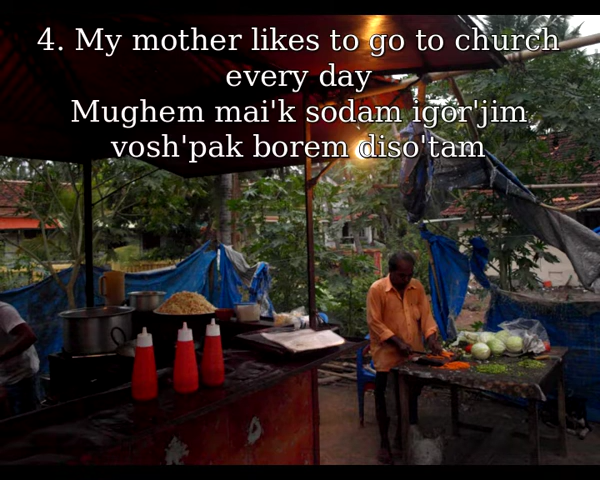 4. My mother likes to go to church
every day
Mughem mai'k sodam igor'jim
vosh'pak borem diso'tam